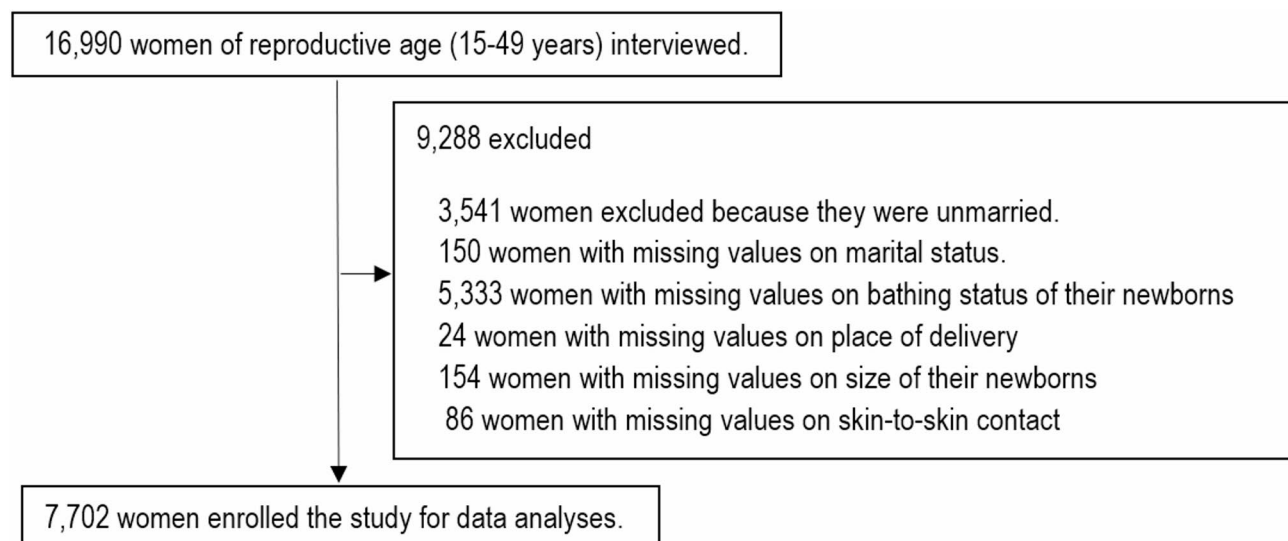 16,990 women of reproductive age (15-49 years) interviewed.
9,288 excluded
3,541 women excluded because they were unmarried.
150 women with missing values on marital status.
5,333 women with missing values on bathing status of their newborns
24 women with missing values on place of delivery
154 women with missing values on size of their newborns
86 women with missing values on skin-to-skin contact
7,702 women enrolled the study for data analyses.